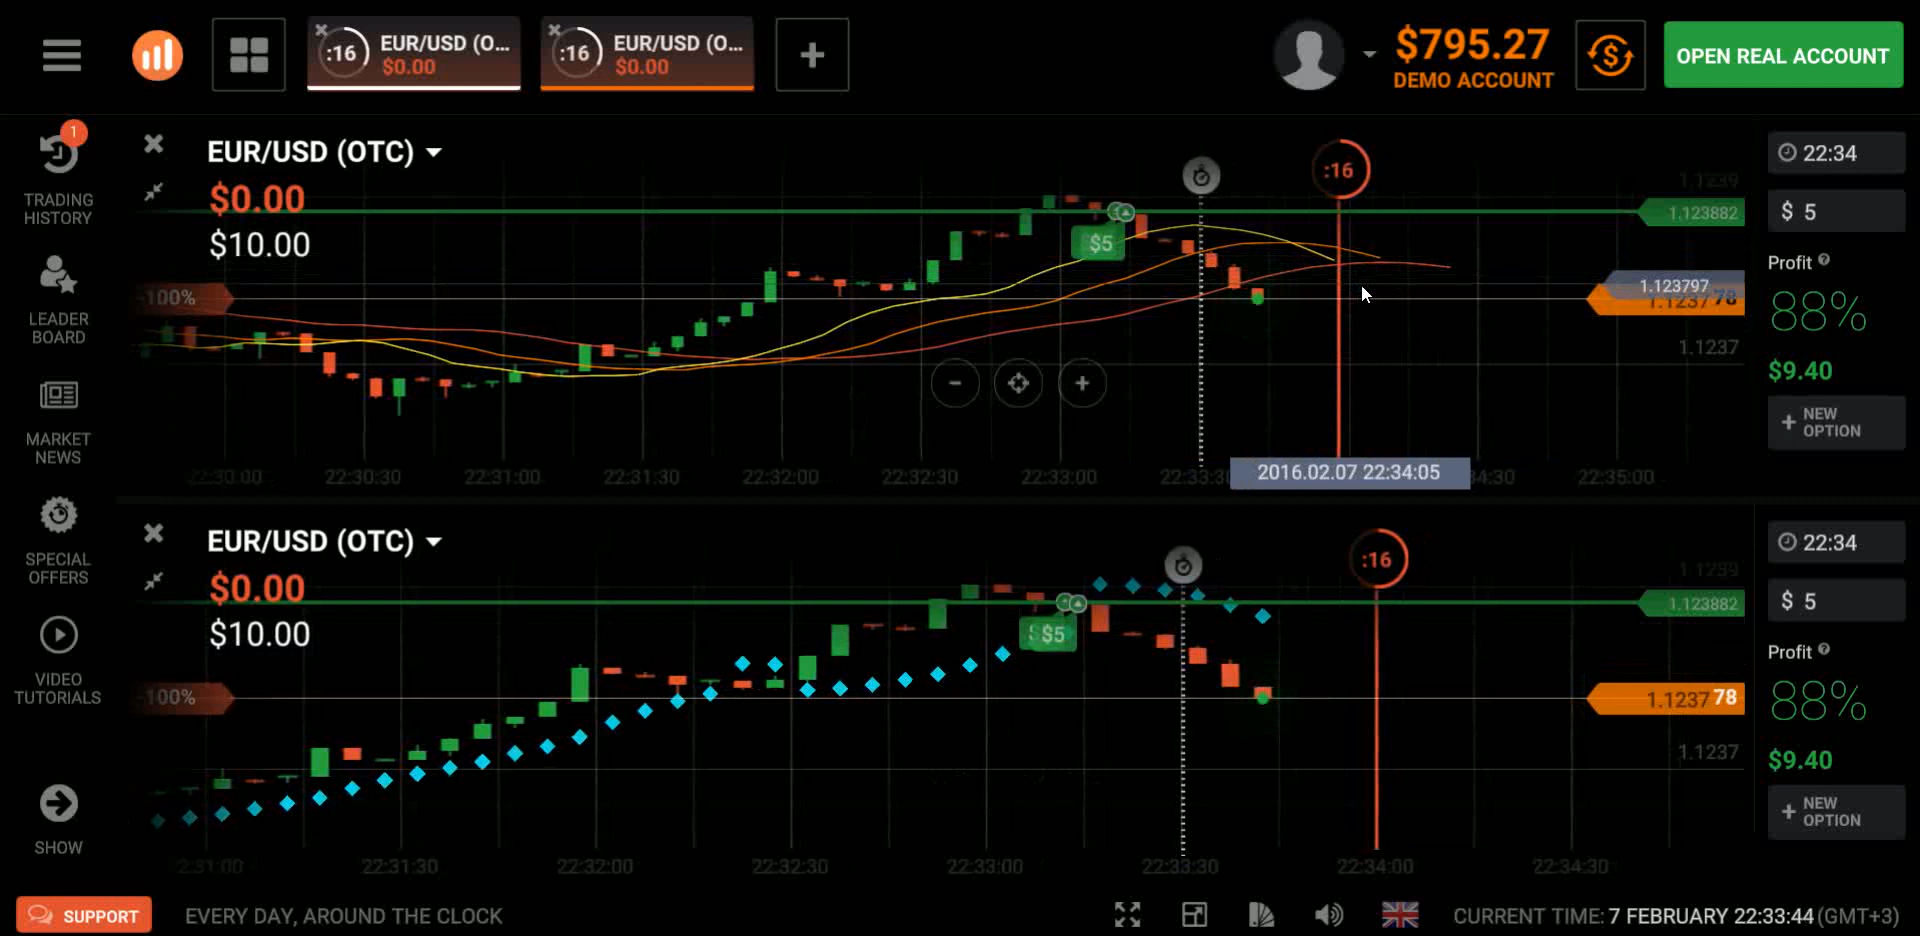 :16 EUR/USD (O...
$0.00
:16 EUR/USD (O...
$0.00
$795.27
DEMO ACCOUNT
OPEN REAL ACCOUNT
1
TRADING
HISTORY
LEADER
BOARD
MARKET
NEWS
SPECIAL
OFFERS
VIDEO
TUTORIALS
SHOW
EUR/USD (OTC)
$0.00
$10.00
-100%
$5
:16
1.1239
1.123882
1.123797
1.123778
1.1237
22:30:00 22:30:30 22:31:00 22:31:30 22:32:00 22:32:30 22:33:00 22:33:30 2016.02.07 22:34:05 34:30 22:35:00
22:34
$ 5
Profit
88%
$9.40
+ NEW
OPTION
EUR/USD (OTC)
$0.00
$10.00
-100%
$5
:16
1.1239
1.123882
1.123778
1.1237
22:31:00 22:31:30 22:32:00 22:32:30 22:33:00 22:33:30 22:34:00 22:34:30
22:34
$ 5
Profit
88%
$9.40
+ NEW
OPTION
SUPPORT EVERY DAY, AROUND THE CLOCK CURRENT TIME: 7 FEBRUARY 22:33:44 (GMT+3)